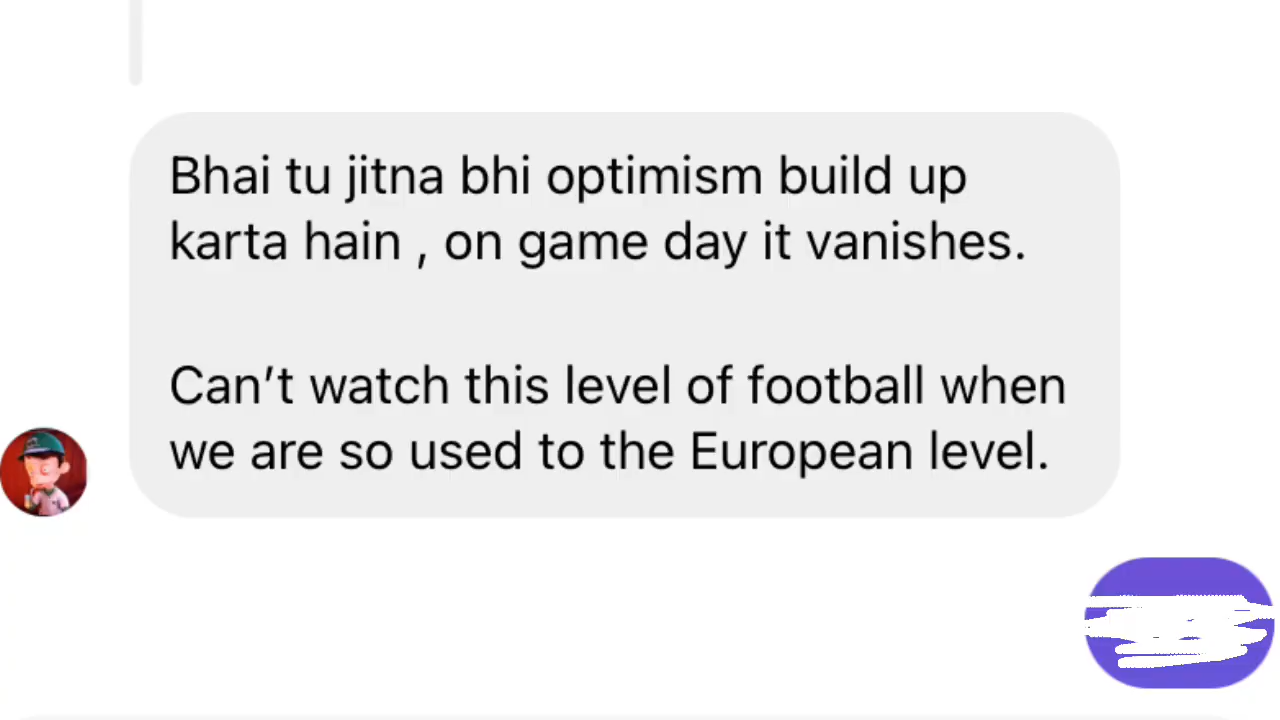 Bhai tu jitna bhi optimism build up
karta hain , on game day it vanishes.
Can’t watch this level of football when
we are so used to the European level.